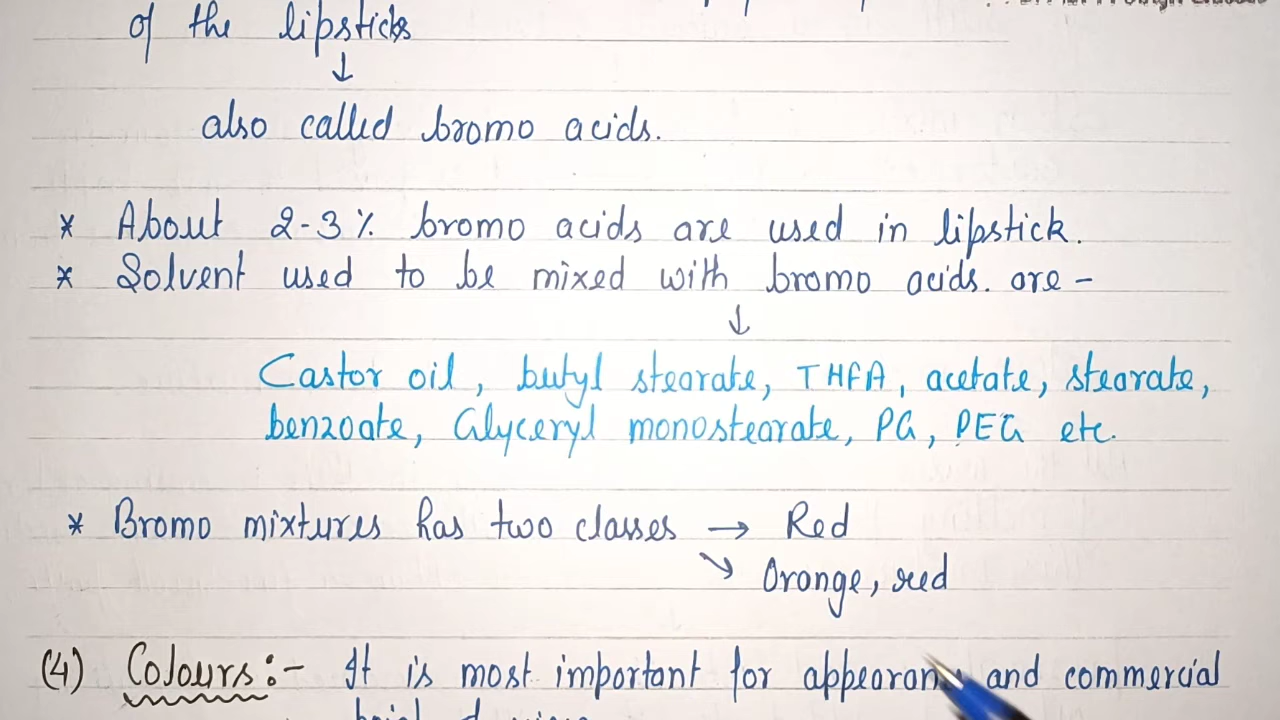 of the lipsticks
↓
also called bromo acids.
* About 2-3% bromo acids are used in lipstick.
* Solvent used to be mixed with bromo acids. are -
↓
Castor oil, butyl stearate, THFA, acetate, stearate,
benzoate, Glyceryl monostearate, PG, PEG etc.
* Bromo mixtures has two classes → Red
↘ Orange, red
(4) Colours:- It is most important for appearan and commercial